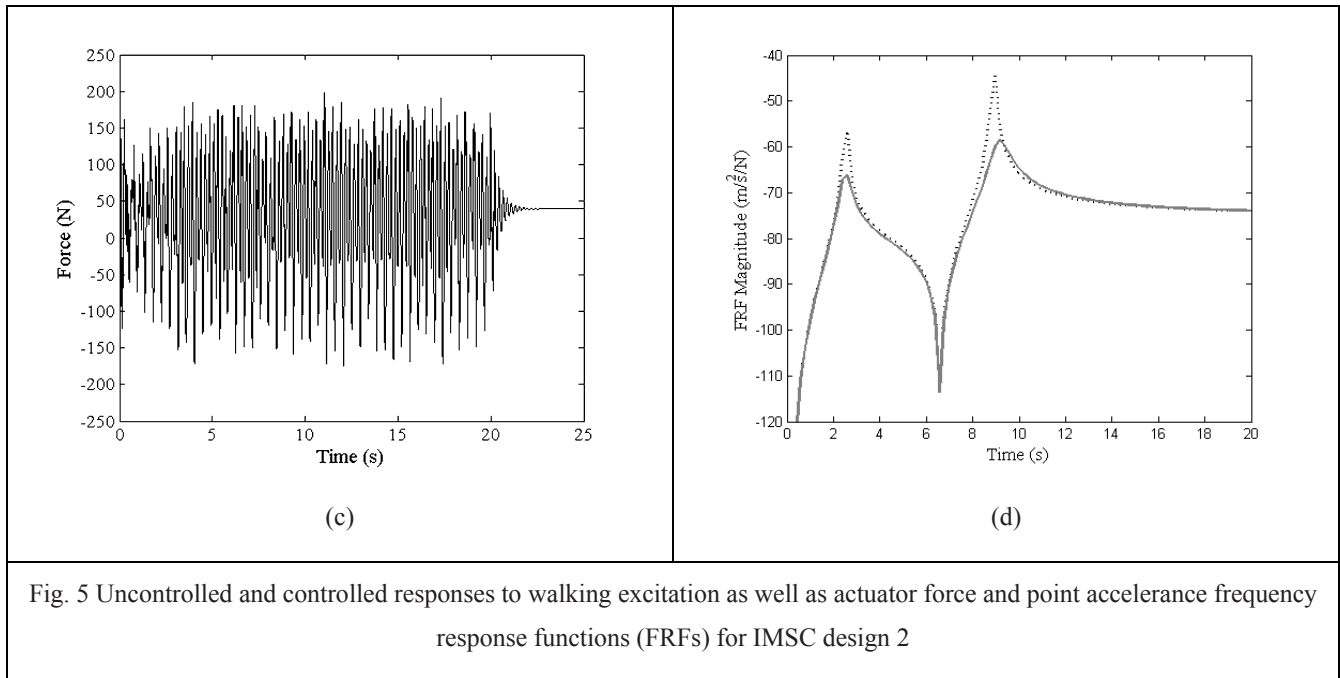 250
200
150
100
50
0
-50
-100
-150
-200
-250
Force (N)
0 5 10 15 20 25
Time (s)
(c)
-40
-50
-60
-70
-80
-90
-100
-110
-120
FRF Magnitude (m/s²/N)
0 2 4 6 8 10 12 14 16 18 20
Time (s)
(d)
Fig. 5 Uncontrolled and controlled responses to walking excitation as well as actuator force and point accelerance frequency
response functions (FRFs) for IMSC design 2